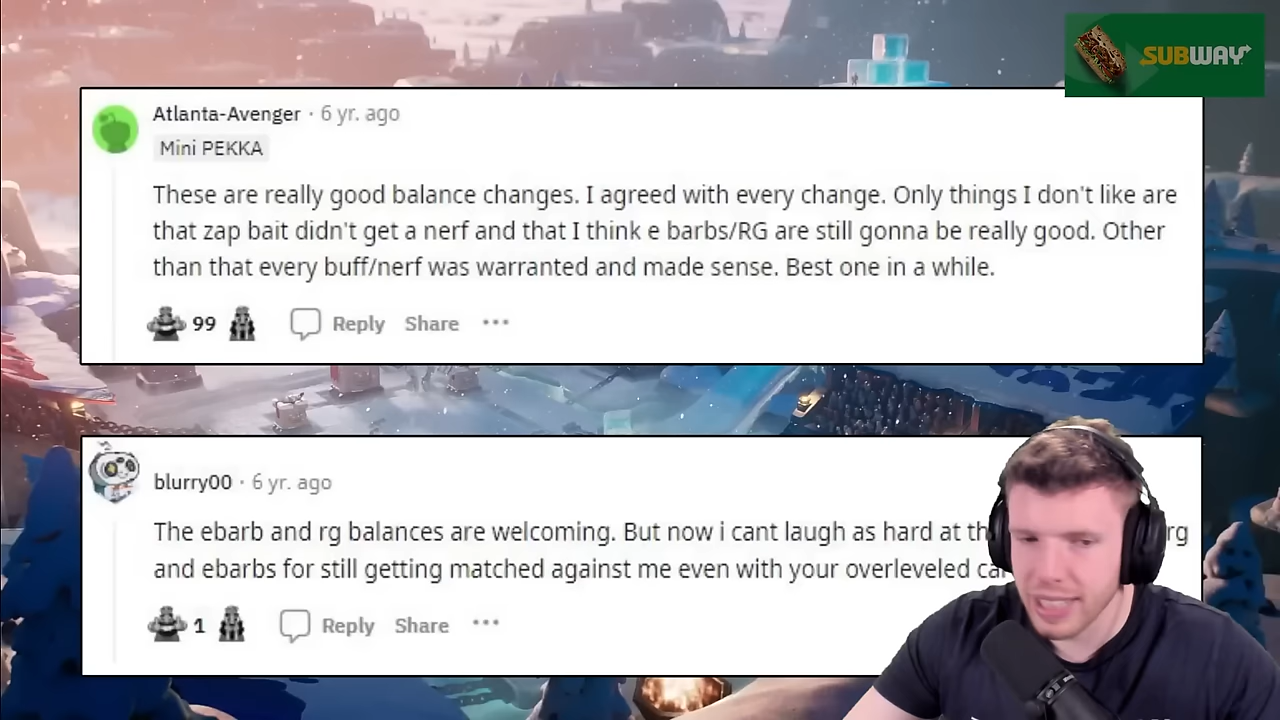 SUBWAY
Atlanta-Avenger · 6 yr. ago
Mini PEKKA
These are really good balance changes. I agreed with every change. Only things I don't like are
that zap bait didn't get a nerf and that I think e barbs/RG are still gonna be really good. Other
than that every buff/nerf was warranted and made sense. Best one in a while.
99 Reply Share ···
blurry00 · 6 yr. ago
The ebarb and rg balances are welcoming. But now i cant laugh as hard at rg
and ebarbs for still getting matched against me even with your overleveled
1 Reply Share ···